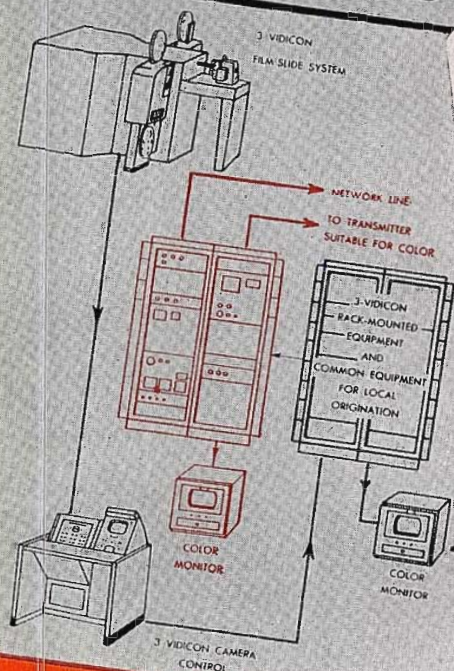 3 VIDICON
FILM SLIDE SYSTEM
NETWORK LINE
TO TRANSMITTER
SUITABLE FOR COLOR
3-VIDICON
RACK-MOUNTED
EQUIPMENT
AND
COMMON EQUIPMENT
FOR LOCAL
ORIGINATION
COLOR
MONITOR
COLOR
MONITOR
3 VIDICON CAMERA
CONTROL